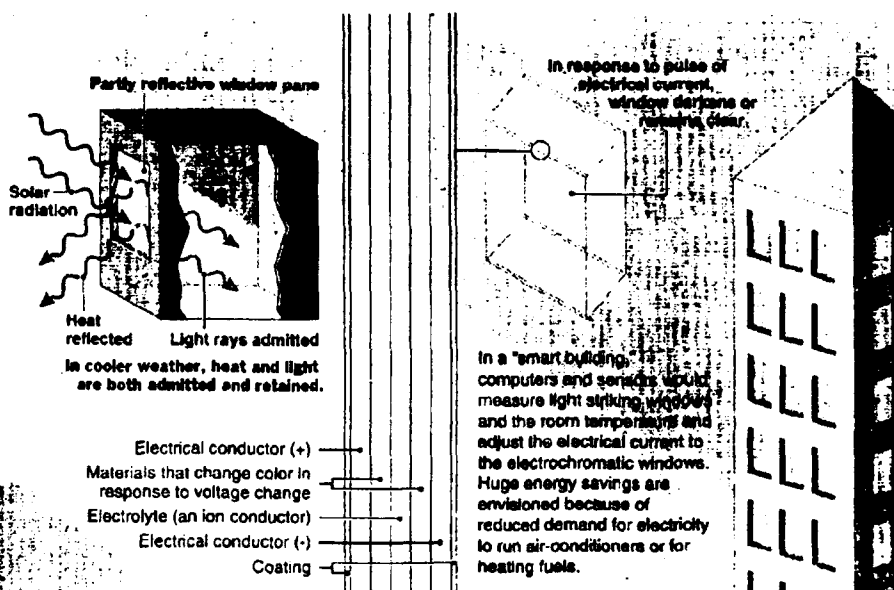 Partly reflective window pane
Solar
radiation
Heat
reflected
Light rays admitted
In cooler weather, heat and light
are both admitted and retained.
In response to pulse of
electrical current,
window darkens or
remains clear.
Electrical conductor (+)
Materials that change color in
response to voltage change
Electrolyte (an ion conductor)
Electrical conductor (-)
Coating
In a "smart building,"
computers and sensors would
measure light striking windows
and the room temperature and
adjust the electrical current to
the electrochromatic windows.
Huge energy savings are
envisioned because of
reduced demand for electricity
to run air-conditioners or for
heating fuels.